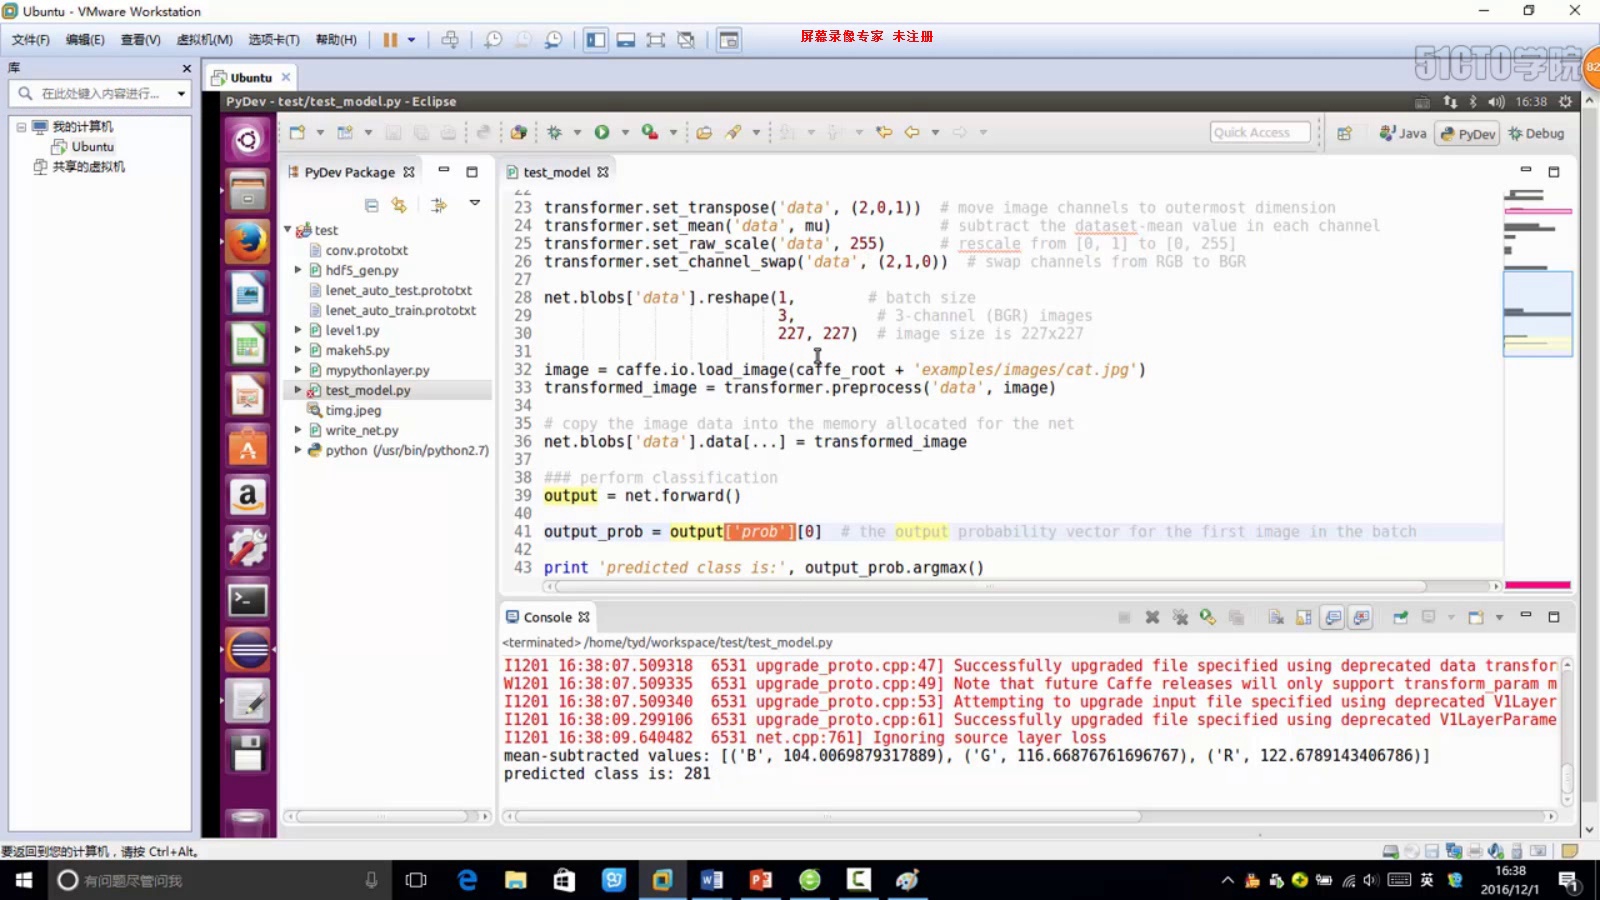 Ubuntu - VMware Workstation
文件(F) 编辑(E) 查看(V) 虚拟机(M) 选项卡(T) 帮助(H)
屏幕录像专家 未注册
51CTO学院
82
库
在此处键入内容进行...
我的计算机
Ubuntu
共享的虚拟机
Ubuntu
PyDev - test/test_model.py - Eclipse
16:38
Quick Access
Java
PyDev
Debug
PyDev Package
test
conv.prototxt
hdf5_gen.py
lenet_auto_test.prototxt
lenet_auto_train.prototxt
level1.py
makeh5.py
mypythonlayer.py
test_model.py
timg.jpeg
write_net.py
python (/usr/bin/python2.7)
test_model
22
23 transformer.set_transpose('data', (2,0,1)) # move image channels to outermost dimension
24 transformer.set_mean('data', mu) # subtract the dataset-mean value in each channel
25 transformer.set_raw_scale('data', 255) # rescale from [0, 1] to [0, 255]
26 transformer.set_channel_swap('data', (2,1,0)) # swap channels from RGB to BGR
27
28 net.blobs['data'].reshape(1, # batch size
29 3, # 3-channel (BGR) images
30 227, 227) # image size is 227x227
31
32 image = caffe.io.load_image(caffe_root + 'examples/images/cat.jpg')
33 transformed_image = transformer.preprocess('data', image)
34
35 # copy the image data into the memory allocated for the net
36 net.blobs['data'].data[...] = transformed_image
37
38 ### perform classification
39 output = net.forward()
40
41 output_prob = output['prob'][0] # the output probability vector for the first image in the batch
42
43 print 'predicted class is:', output_prob.argmax()
Console
<terminated> /home/tyd/workspace/test/test_model.py
I1201 16:38:07.509318 6531 upgrade_proto.cpp:47] Successfully upgraded file specified using deprecated data transfor
W1201 16:38:07.509335 6531 upgrade_proto.cpp:49] Note that future Caffe releases will only support transform_param m
I1201 16:38:07.509340 6531 upgrade_proto.cpp:53] Attempting to upgrade input file specified using deprecated V1Layer
I1201 16:38:09.299106 6531 upgrade_proto.cpp:61] Successfully upgraded file specified using deprecated V1LayerParame
I1201 16:38:09.640482 6531 net.cpp:761] Ignoring source layer loss
mean-subtracted values: [('B', 104.0069879317889), ('G', 116.66876761696767), ('R', 122.6789143406786)]
predicted class is: 281
要返回到您的计算机，请按 Ctrl+Alt。
有问题尽管问我
英
16:38
2016/12/1
1